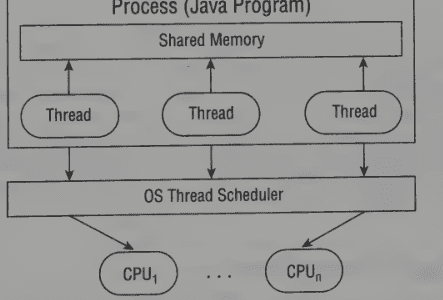 Process (Java Program)
Shared Memory
Thread Thread Thread
OS Thread Scheduler
CPU₁ . . . CPUₙ